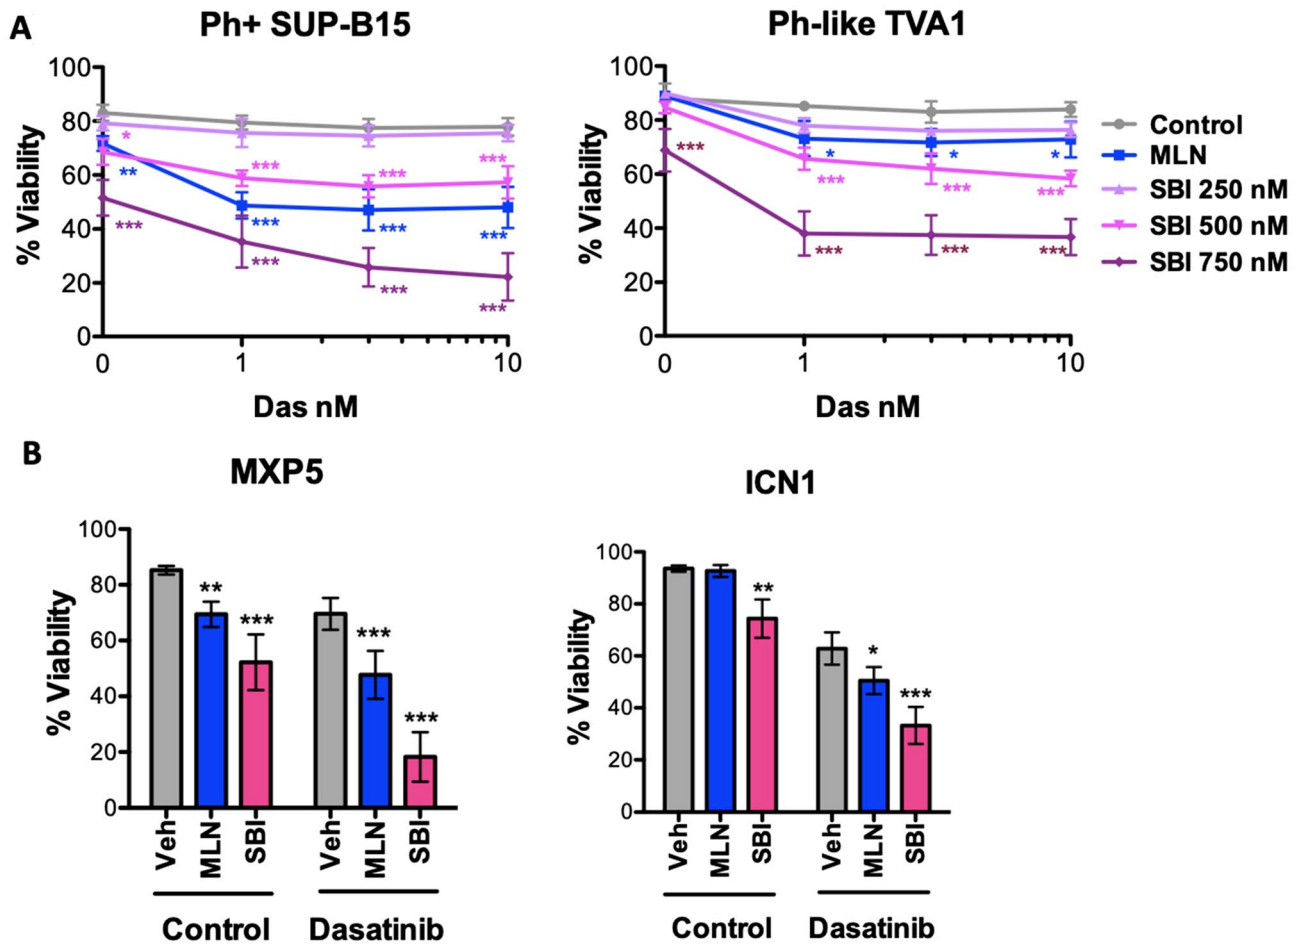 A
Ph+ SUP-B15
Ph-like TVA1
% Viability
100
80
60
40
20
0
*
**
***
***
***
***
***
***
***
***
***
***
0
1
10
Das nM
% Viability
100
80
60
40
20
0
***
*
***
***
*
***
***
*
***
***
0
1
10
Das nM
Control
MLN
SBI 250 nM
SBI 500 nM
SBI 750 nM
B
MXP5
ICN1
% Viability
100
80
60
40
20
0
**
***
***
***
Veh
MLN
SBI
Veh
MLN
SBI
Control
Dasatinib
% Viability
100
80
60
40
20
0
**
*
***
Veh
MLN
SBI
Veh
MLN
SBI
Control
Dasatinib